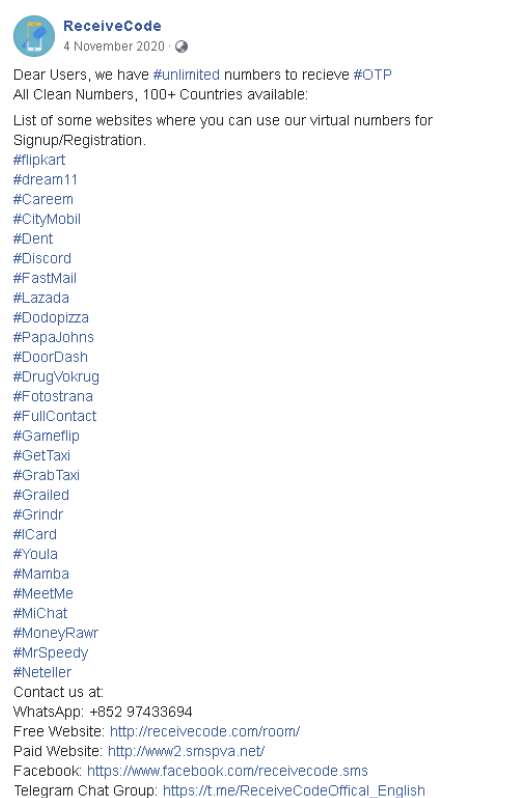 ReceiveCode
4 November 2020 ·
Dear Users, we have #unlimited numbers to recieve #OTP
All Clean Numbers, 100+ Countries available:
List of some websites where you can use our virtual numbers for
Signup/Registration.
#flipkart
#dream11
#Careem
#CityMobil
#Dent
#Discord
#FastMail
#Lazada
#Dodopizza
#PapaJohns
#DoorDash
#DrugVokrug
#Fotostrana
#FullContact
#Gameflip
#GetTaxi
#GrabTaxi
#Grailed
#Grindr
#ICard
#Youla
#Mamba
#MeetMe
#MiChat
#MoneyRawr
#MrSpeedy
#Neteller
Contact us at:
WhatsApp: +852 97433694
Free Website: http://receivecode.com/room/
Paid Website: http://www2.smspva.net/
Facebook: https://www.facebook.com/receivecode.sms
Telegram Chat Group: https://t.me/ReceiveCodeOffical_English